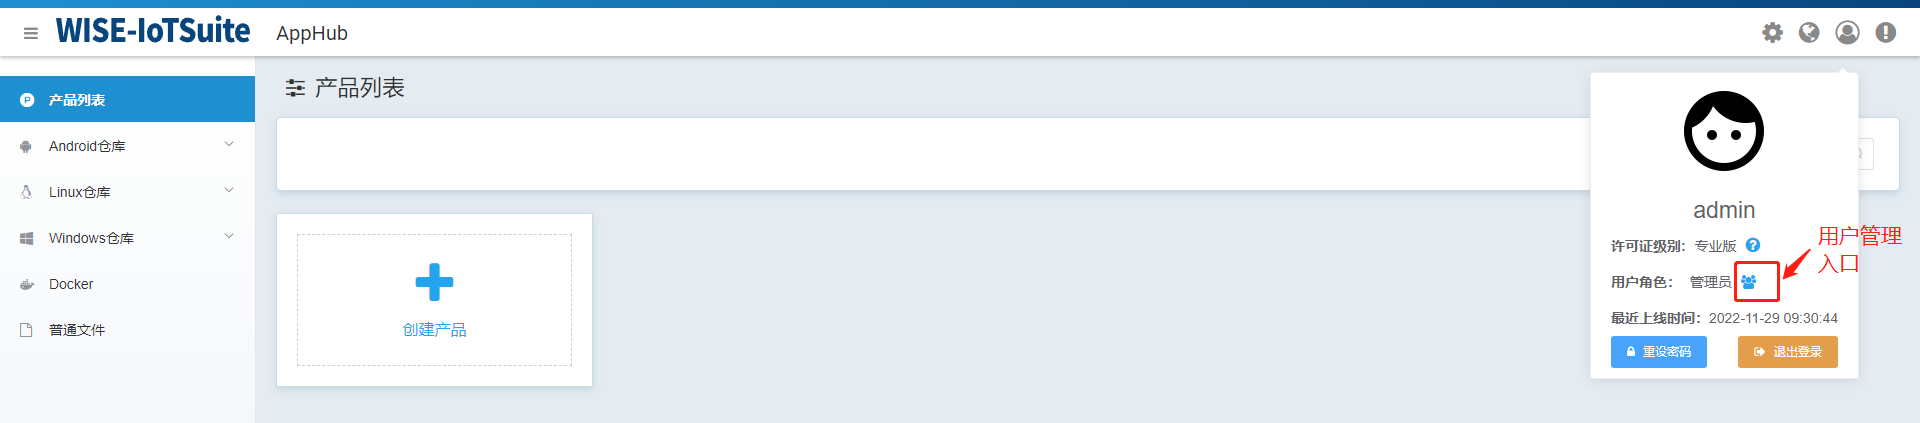 WISE-IoTSuite AppHub
产品列表
Android仓库
Linux仓库
Windows仓库
Docker
普通文件
产品列表
创建产品
admin
许可证级别： 专业版
用户角色： 管理员
最近上线时间：2022-11-29 09:30:44
重设密码 退出登录
用户管理
入口